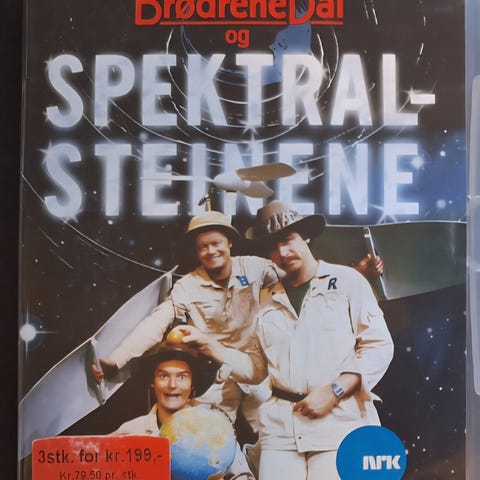 BrødreneDal
og
SPEKTRAL-
STEINENE
B
R
3stk. for kr.199,-
Kr.79,50 pr. stk
NRK